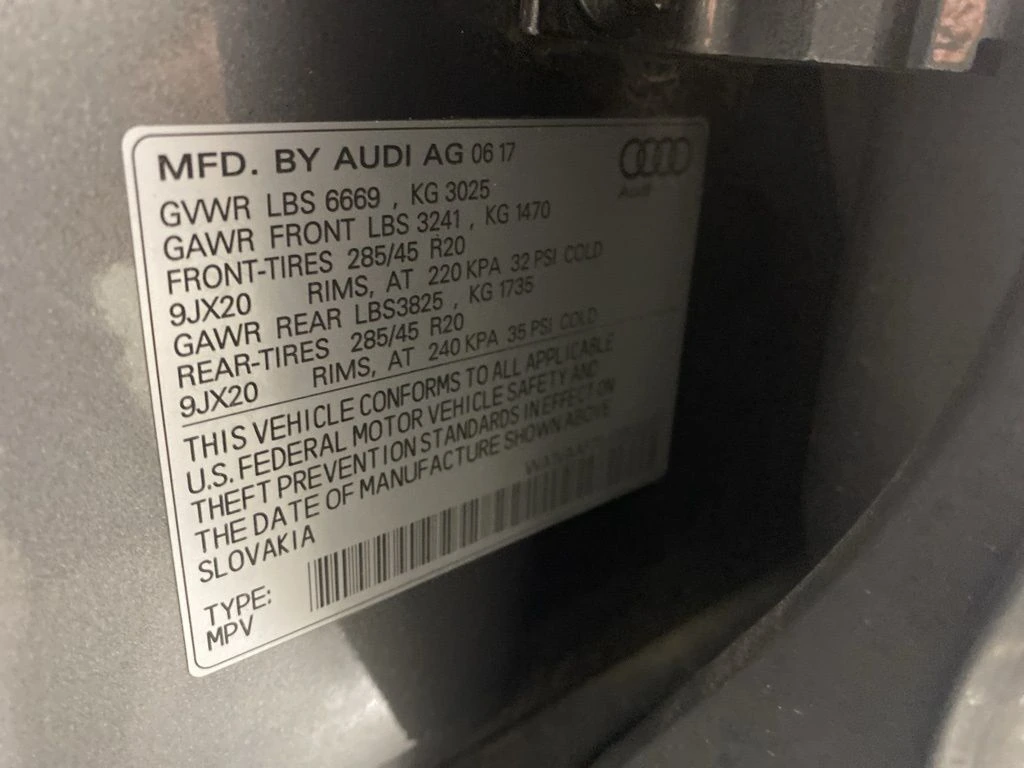 MFD. BY AUDI AG 06 17
Audi
GVWR LBS 6669 , KG 3025
GAWR FRONT LBS 3241 , KG 1470
FRONT-TIRES 285/45 R20
9JX20 RIMS, AT 220 KPA 32 PSI COLD
GAWR REAR LBS3825 , KG 1735
REAR-TIRES 285/45 R20
9JX20 RIMS, AT 240 KPA 35 PSI COLD
THIS VEHICLE CONFORMS TO ALL APPLICABLE
U.S. FEDERAL MOTOR VEHICLE SAFETY AND
THEFT PREVENTION STANDARDS IN EFFECT ON
THE DATE OF MANUFACTURE SHOWN ABOVE
SLOVAKIA
TYPE:
MPV